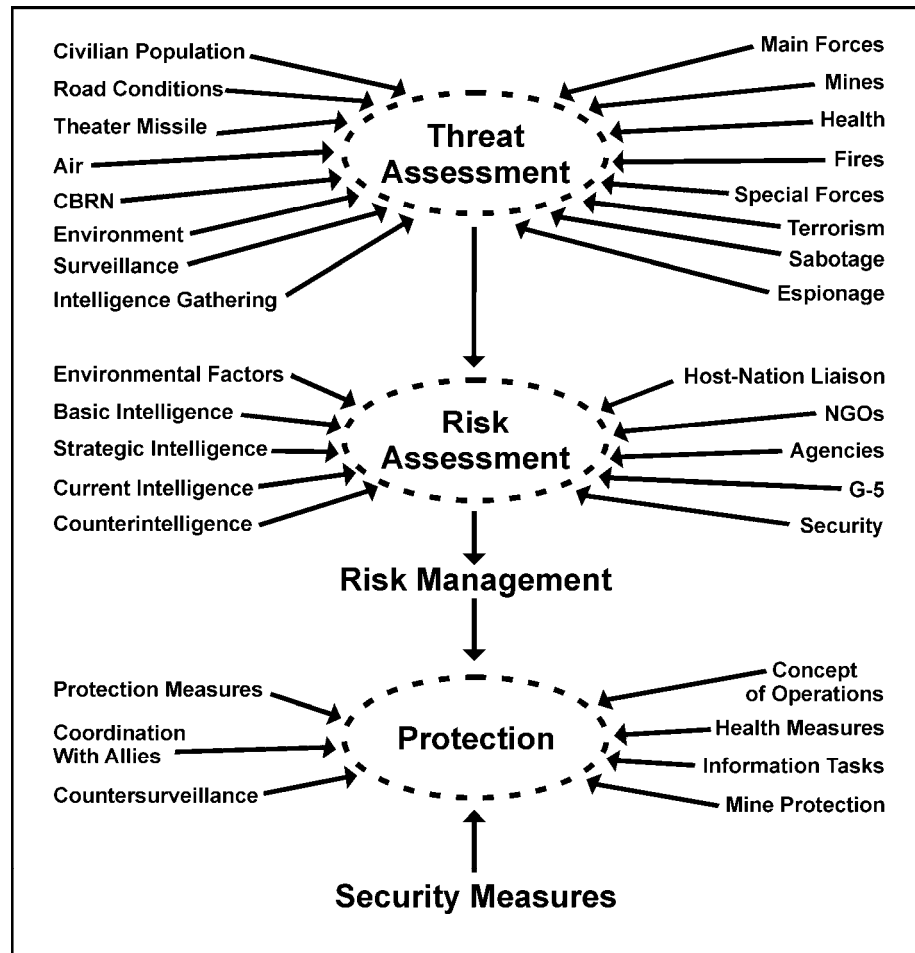 Civilian Population
Road Conditions
Theater Missile
Air
CBRN
Environment
Surveillance
Intelligence Gathering
Threat
Assessment
Main Forces
Mines
Health
Fires
Special Forces
Terrorism
Sabotage
Espionage
Environmental Factors
Basic Intelligence
Strategic Intelligence
Current Intelligence
Counterintelligence
Risk
Assessment
Host-Nation Liaison
NGOs
Agencies
G-5
Security
Risk Management
Protection Measures
Coordination
With Allies
Countersurveillance
Protection
Concept
of Operations
Health Measures
Information Tasks
Mine Protection
Security Measures